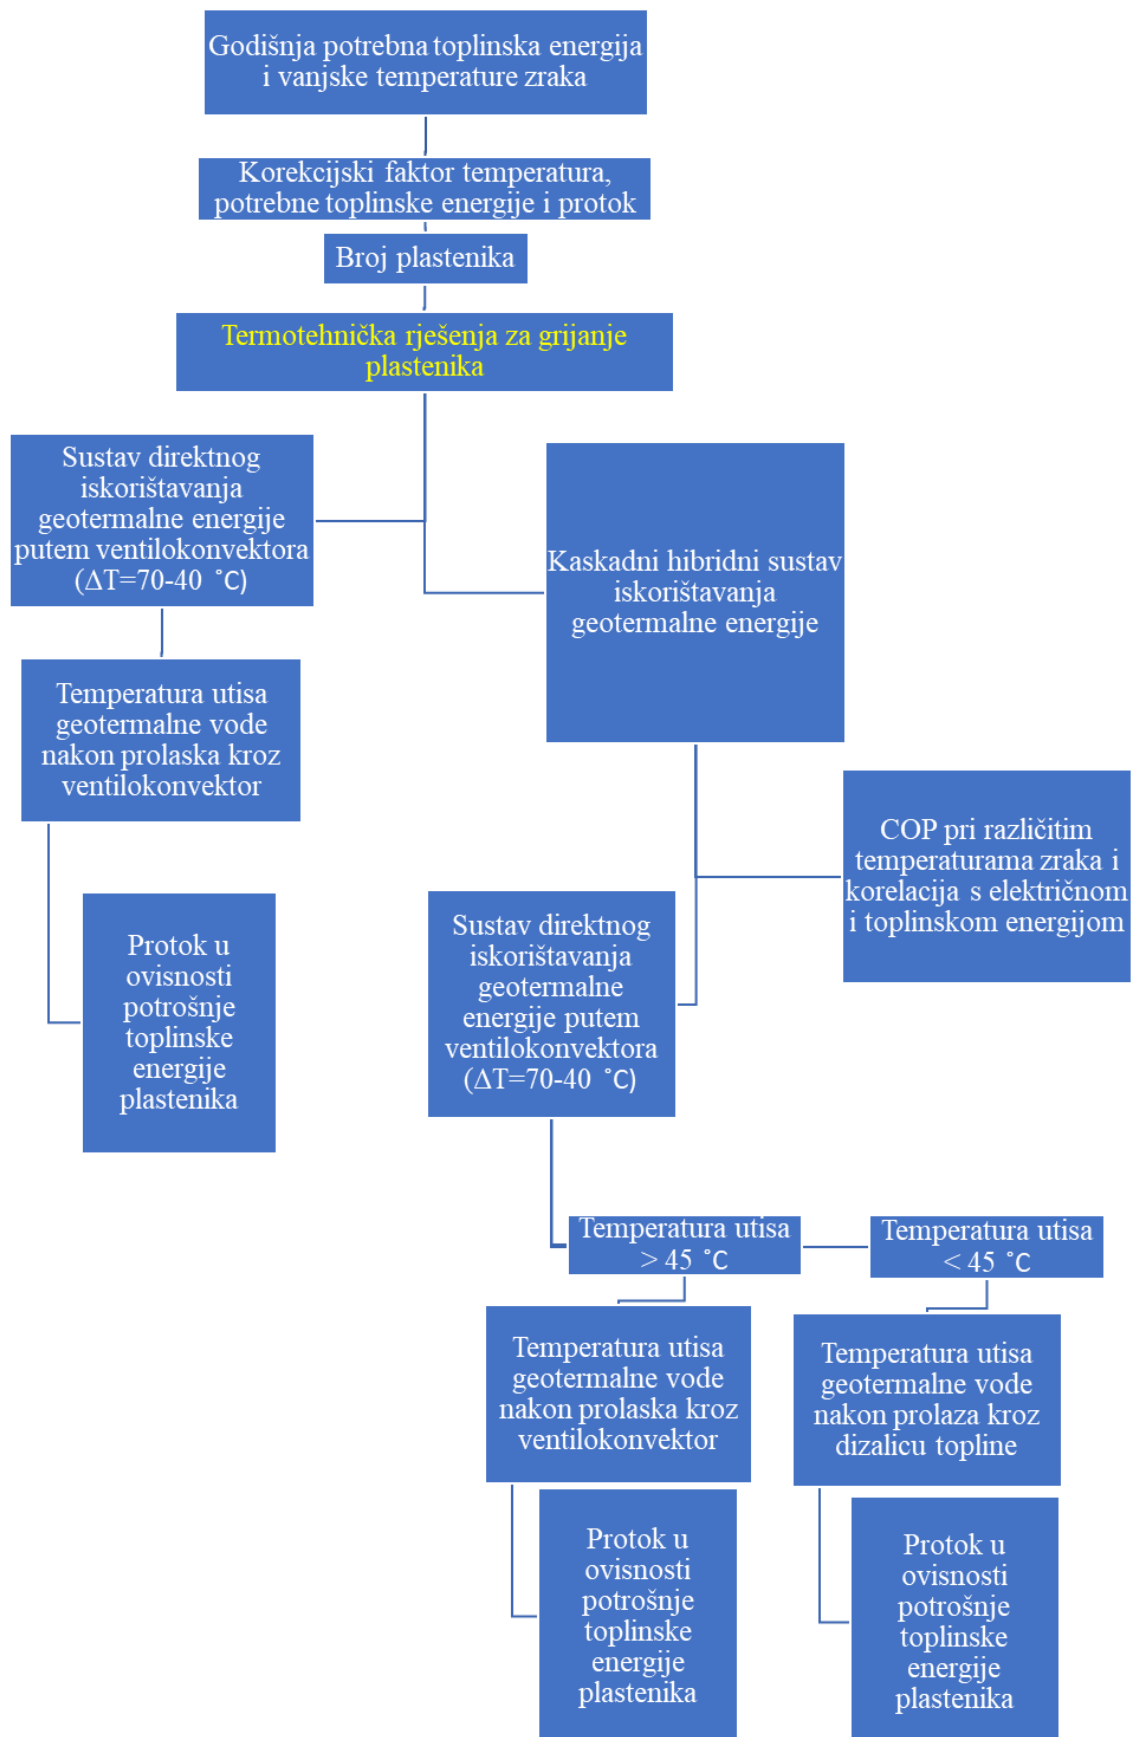 Godišnja potrebna toplinska energija
i vanjske temperature zraka
Korekcijski faktor temperatura,
potrebne toplinske energije i protok
Broj plastenika
Termotehnička rješenja za grijanje
plastenika
Sustav direktnog
iskorištavanja
geotermalne energije
putem ventilokonvektora
(ΔT=70-40 ˚C)
Kaskadni hibridni sustav
iskorištavanja
geotermalne energije
Temperatura utisa
geotermalne vode
nakon prolaska kroz
ventilokonvektor
COP pri različitim
temperaturama zraka i
korelacija s električnom
i toplinskom energijom
Protok u
ovisnosti
potrošnje
toplinske
energije
plastenika
Sustav direktnog
iskorištavanja
geotermalne
energije putem
ventilokonvektora
(ΔT=70-40 ˚C)
Temperatura utisa
> 45 ˚C
Temperatura utisa
< 45 ˚C
Temperatura utisa
geotermalne vode
nakon prolaska kroz
ventilokonvektor
Temperatura utisa
geotermalne vode
nakon prolaza kroz
dizalicu topline
Protok u
ovisnosti
potrošnje
toplinske
energije
plastenika
Protok u
ovisnosti
potrošnje
toplinske
energije
plastenika